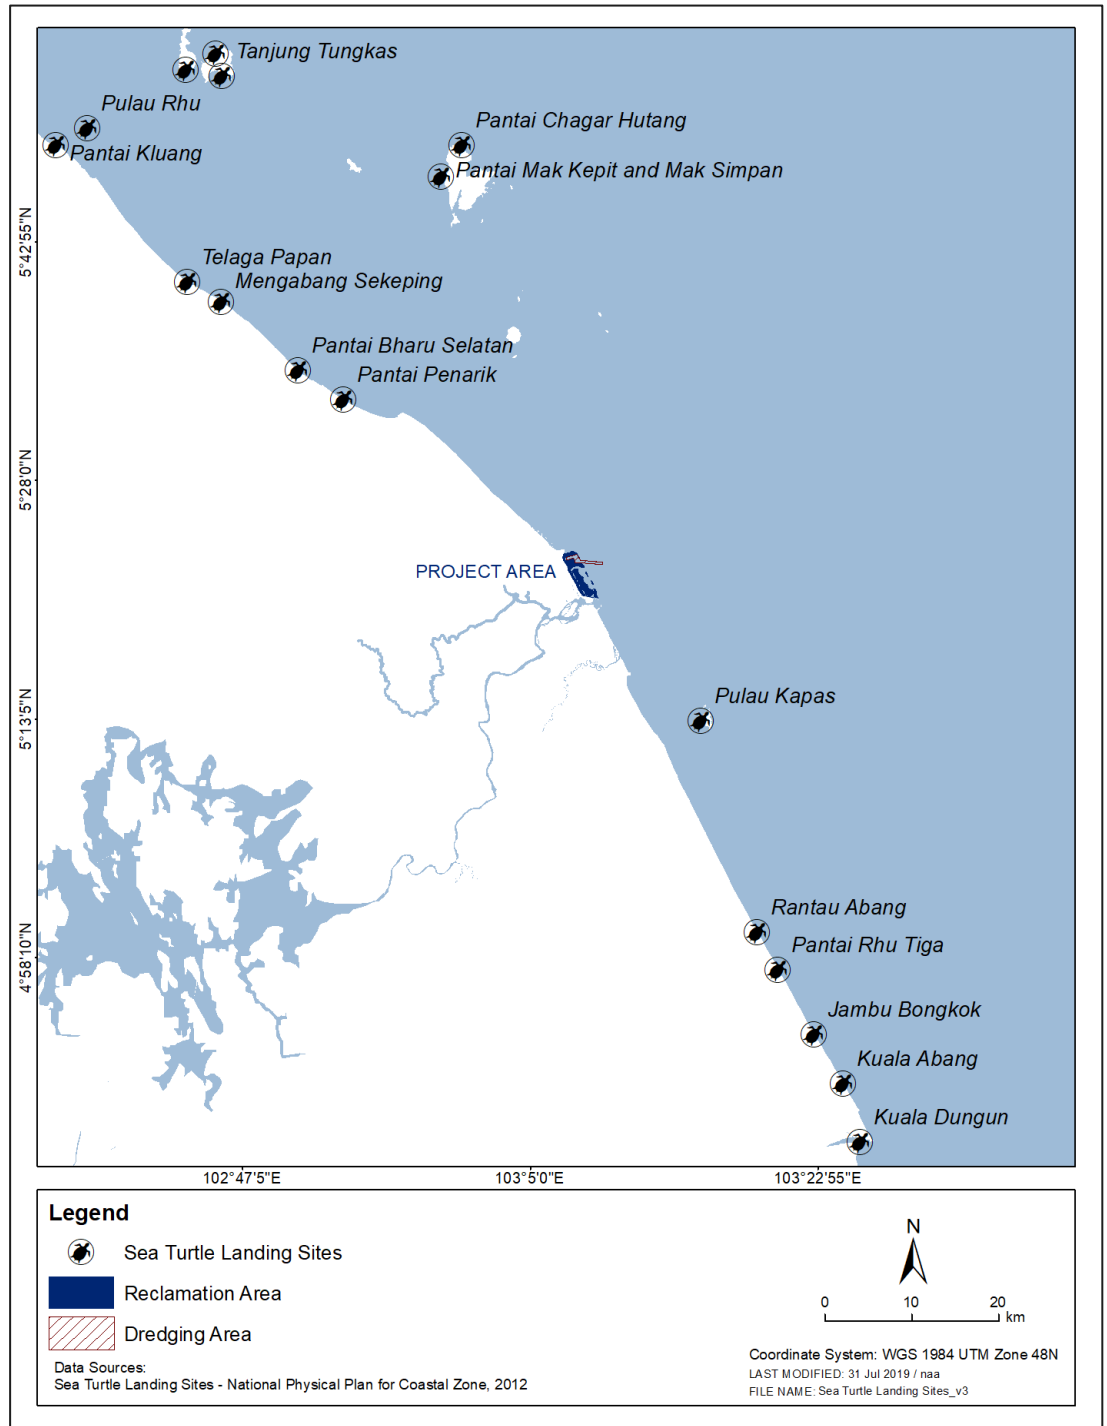 Tanjung Tungkas
Pulau Rhu
Pantai Chagar Hutang
Pantai Kluang
Pantai Mak Kepit and Mak Simpan
5°42'55"N
Telaga Papan
Mengabang Sekeping
Pantai Bharu Selatan
Pantai Penarik
5°28'0"N
PROJECT AREA
5°13'5"N
Pulau Kapas
Rantau Abang
4°58'10"N
Pantai Rhu Tiga
Jambu Bongkok
Kuala Abang
Kuala Dungun
102°47'5"E
103°5'0"E
103°22'55"E
Legend
Sea Turtle Landing Sites
Reclamation Area
Dredging Area
Data Sources:
Sea Turtle Landing Sites - National Physical Plan for Coastal Zone, 2012
N
0 10 20
km
Coordinate System: WGS 1984 UTM Zone 48N
LAST MODIFIED: 31 Jul 2019 / naa
FILE NAME: Sea Turtle Landing Sites_v3